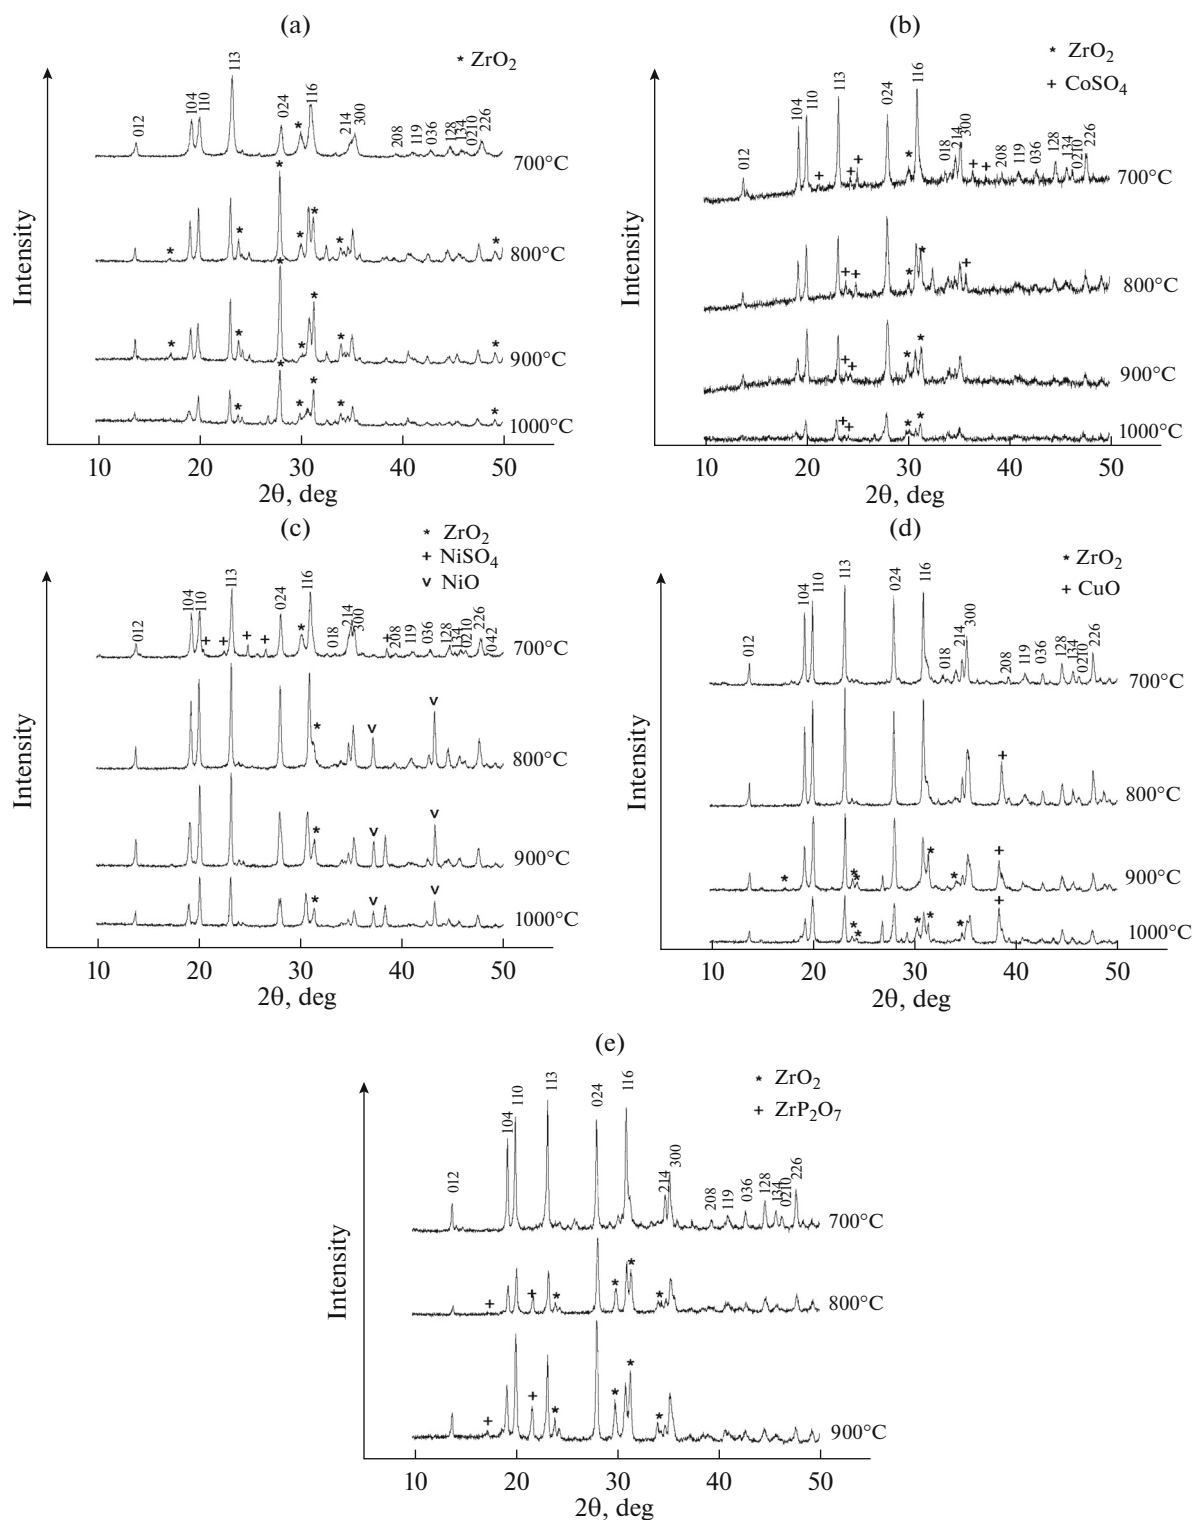 (a)
* ZrO2
Intensity
012
104
110
113
024
*
116
214
300
208
119
036
128
134
0210
226
700°C
* * * * * * *
800°C
* * * * * * *
900°C
* * * * * *
1000°C
10 20 30 40 50
2θ, deg
(b)
* ZrO2
+ CoSO4
Intensity
012
104
110
113
024
116
018
214
300
208
119
036
128
134
0210
226
+ + + * + +
700°C
+ + * * +
800°C
+ + * *
900°C
+ + * *
1000°C
10 20 30 40 50
2θ, deg
(c)
* ZrO2
+ NiSO4
v NiO
Intensity
012
104
110
113
024
116
018
214
300
208
119
036
128
134
0210
226
042
+ + + + * +
700°C
* v v
800°C
* v v
900°C
* v v
1000°C
10 20 30 40 50
2θ, deg
(d)
* ZrO2
+ CuO
Intensity
012
104
110
113
024
116
018
214
300
208
119
036
128
134
0210
226
700°C
+
800°C
* * * * * +
900°C
* * * * * +
1000°C
10 20 30 40 50
2θ, deg
(e)
* ZrO2
+ ZrP2O7
Intensity
012
104
110
113
024
116
214
300
208
119
036
128
134
0210
226
700°C
+ + * * * *
800°C
+ + * * * *
900°C
10 20 30 40 50
2θ, deg